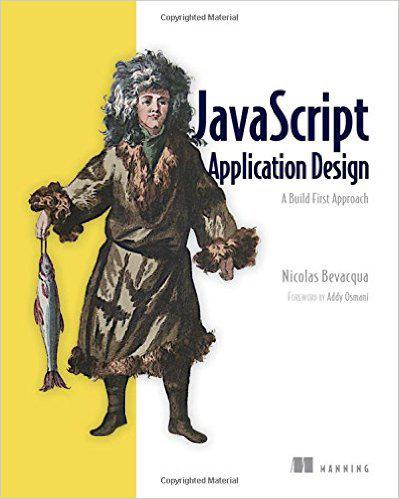 Copyrighted Material
JavaScript
Application Design
A Build First Approach
Nicolas Bevacqua
FOREWORD BY Addy Osmani
MANNING
Copyrighted Material